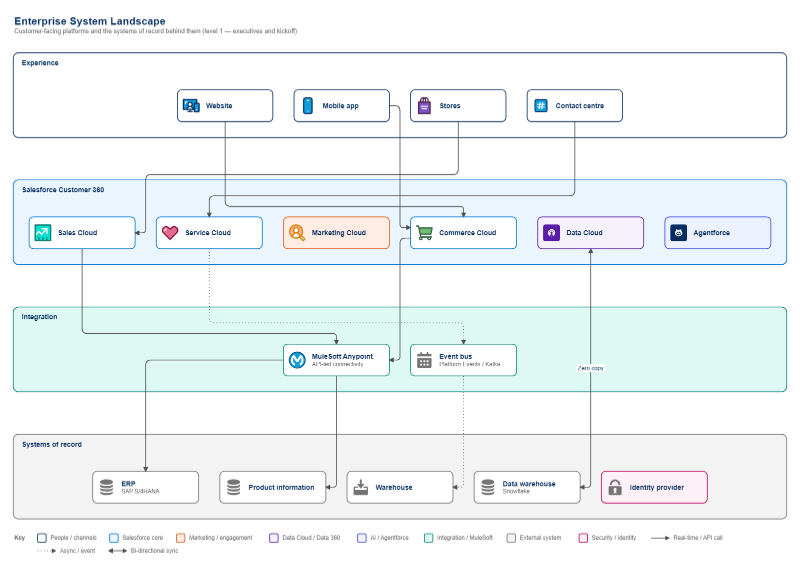 Enterprise System Landscape
Customer-facing platforms and the systems of record behind them (level 1 — executives and kickoff)
Experience
Website
Mobile app
Stores
Contact centre
Salesforce Customer 360
Sales Cloud
Service Cloud
Marketing Cloud
Commerce Cloud
Data Cloud
Agentforce
Integration
MuleSoft Anypoint
API-led connectivity
Event bus
Platform Events / Kafka
Zero copy
Systems of record
ERP
SAP S/4HANA
Product information
Warehouse
Data warehouse
Snowflake
Identity provider
Key
People / channels
Salesforce core
Marketing / engagement
Data Cloud / Data 360
AI / Agentforce
Integration / MuleSoft
External system
Security / identity
Real-time / API call
Async / event
Bi-directional sync